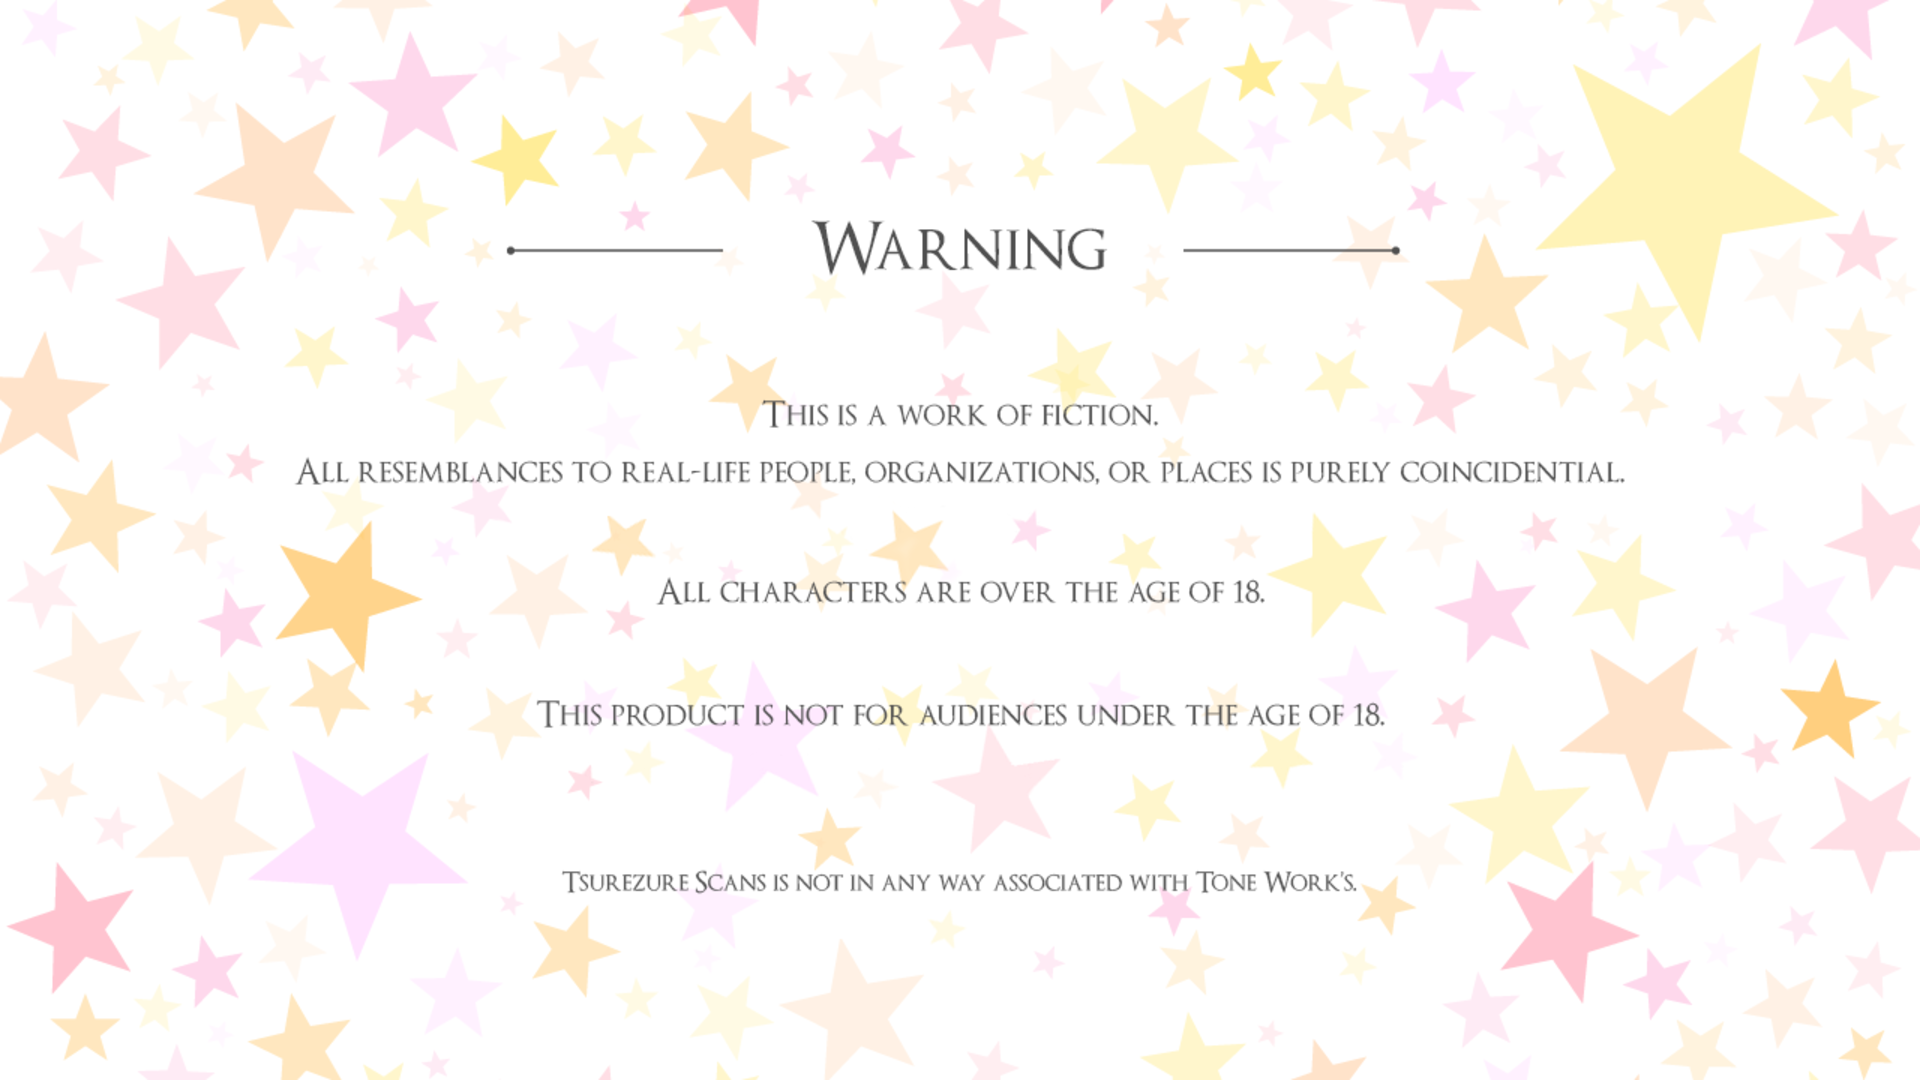 Warning
This is a work of fiction.
All resemblances to real-life people, organizations, or places is purely coincidential.
All characters are over the age of 18.
This product is not for audiences under the age of 18.
Tsurezure Scans is not in any way associated with Tone Work's.